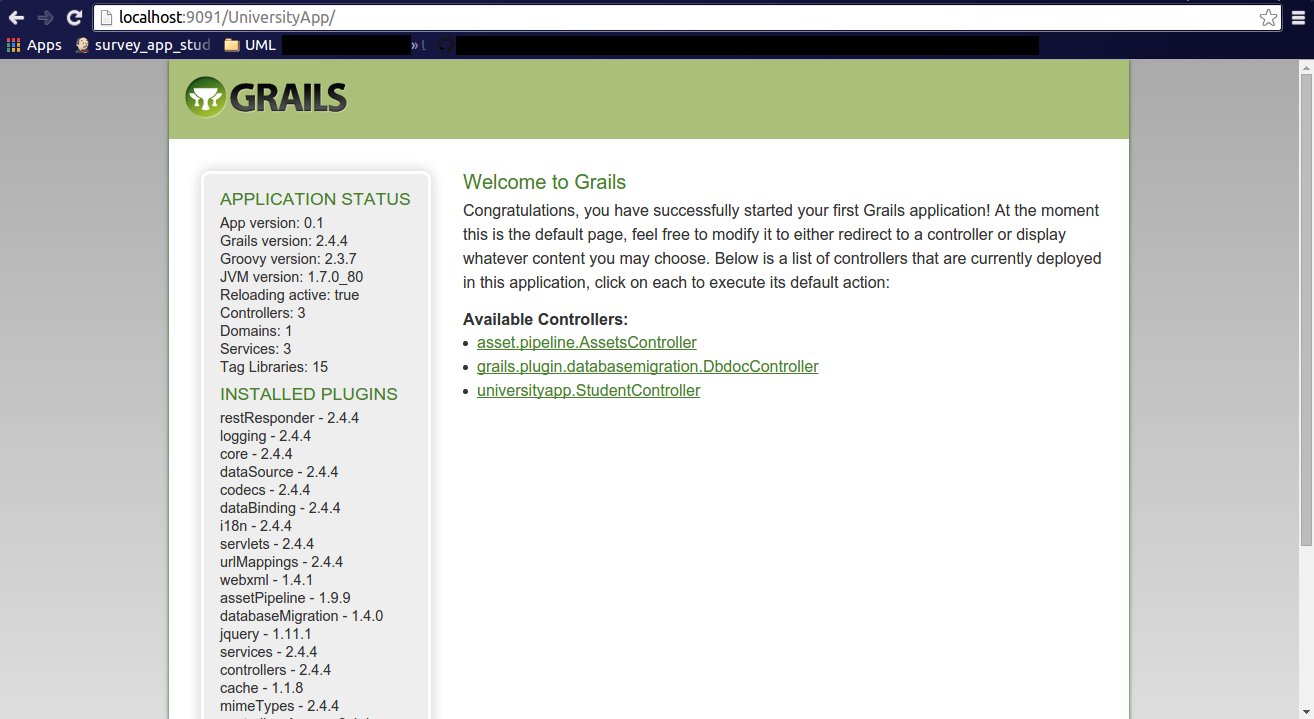 localhost:9091/UniversityApp/
Apps survey_app_stud UML »
GRAILS
APPLICATION STATUS
App version: 0.1
Grails version: 2.4.4
Groovy version: 2.3.7
JVM version: 1.7.0_80
Reloading active: true
Controllers: 3
Domains: 1
Services: 3
Tag Libraries: 15
INSTALLED PLUGINS
restResponder - 2.4.4
logging - 2.4.4
core - 2.4.4
dataSource - 2.4.4
codecs - 2.4.4
dataBinding - 2.4.4
i18n - 2.4.4
servlets - 2.4.4
urlMappings - 2.4.4
webxml - 1.4.1
assetPipeline - 1.9.9
databaseMigration - 1.4.0
jquery - 1.11.1
services - 2.4.4
controllers - 2.4.4
cache - 1.1.8
mimeTypes - 2.4.4
Welcome to Grails
Congratulations, you have successfully started your first Grails application! At the moment
this is the default page, feel free to modify it to either redirect to a controller or display
whatever content you may choose. Below is a list of controllers that are currently deployed
in this application, click on each to execute its default action:
Available Controllers:
• asset.pipeline.AssetsController
• grails.plugin.databasemigration.DbdocController
• universityapp.StudentController